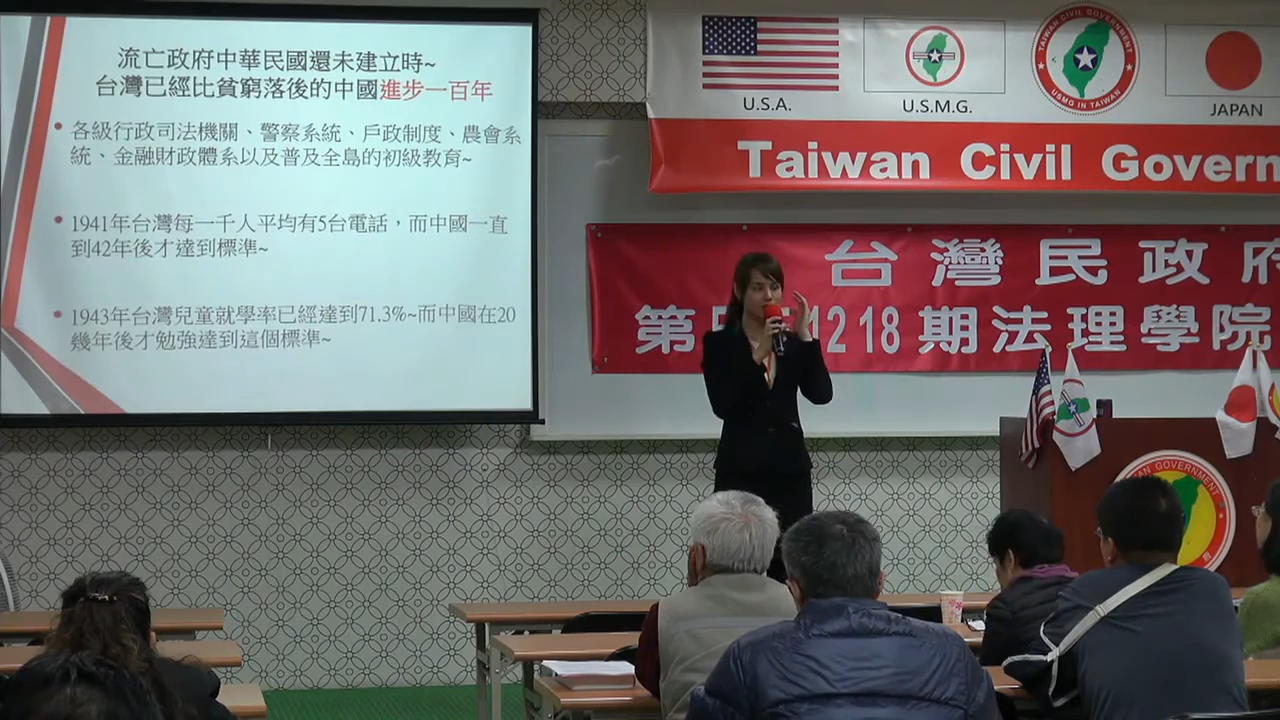 流亡政府中華民國還未建立時~
台灣已經比貧窮落後的中國進步一百年
• 各級行政司法機關、警察系統、戶政制度、農會系
統、金融財政體系以及普及全島的初級教育~
• 1941年台灣每一千人平均有5台電話，而中國一直
到42年後才達到標準~
• 1943年台灣兒童就學率已經達到71.3%~而中國在20
幾年後才勉強達到這個標準~
U.S.A.
U.S.M.G.
TAIWAN CIVIL GOVERNMENT
USMG IN TAIWAN
JAPAN
Taiwan Civil Govern
台灣民政府
第
12 18 期法理學院
GOVERNMENT